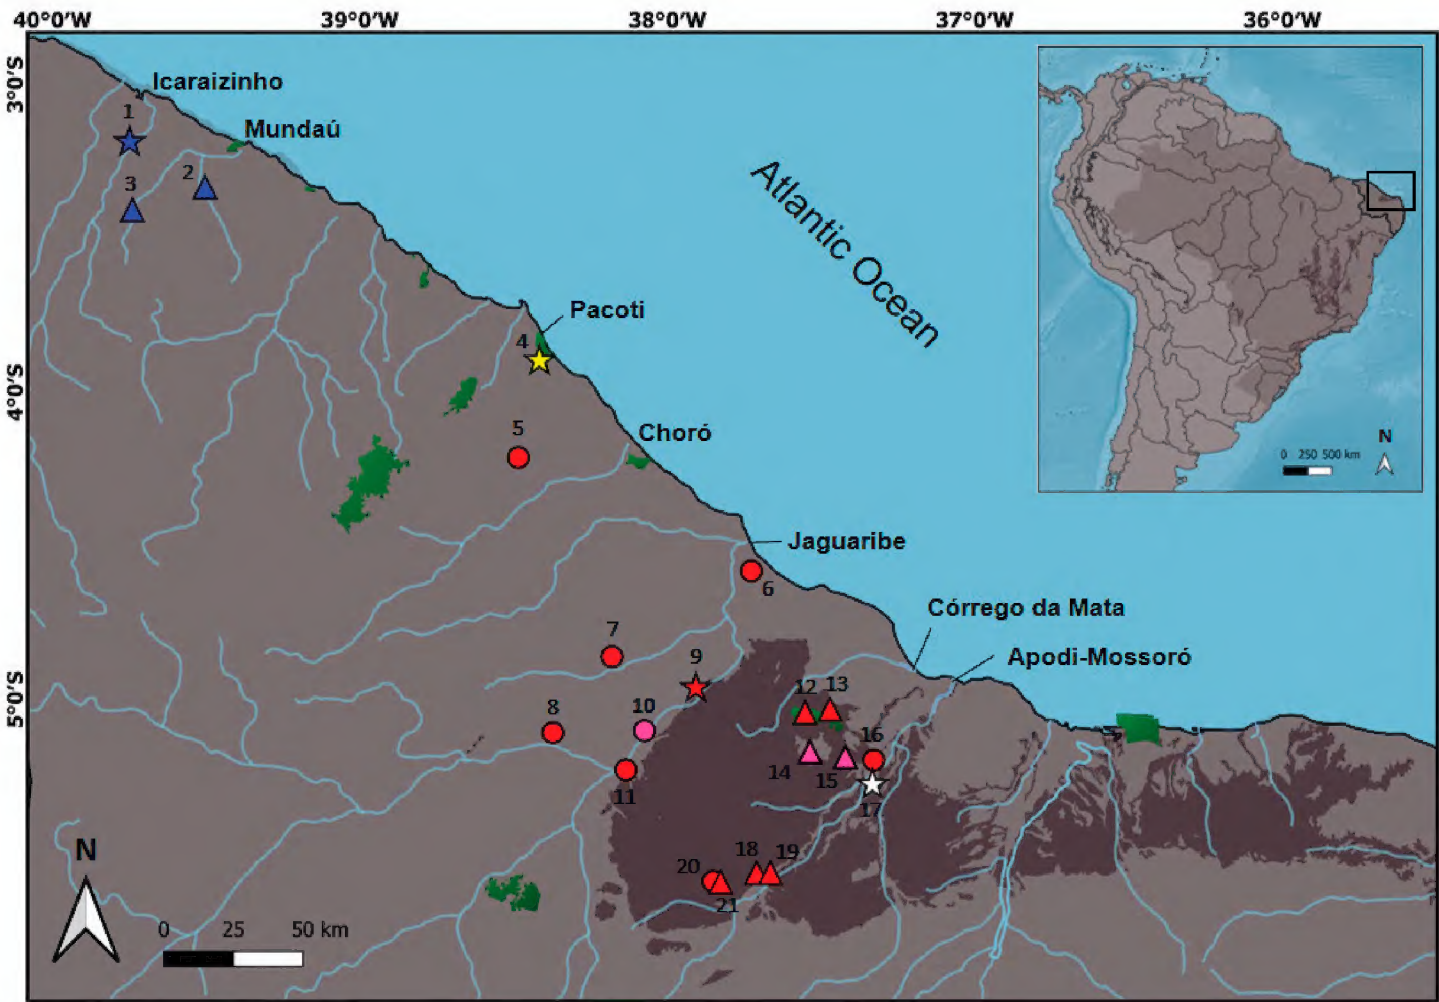 40°0'W 39°0'W 38°0'W 37°0'W 36°0'W
3°0'S
4°0'S
5°0'S
Icaraizinho
1
Mundaú
2
3
Atlantic Ocean
Pacoti
4
5
Choró
Jaguaribe
6
Córrego da Mata
7
Apodi-Mossoró
9
8
10
12
13
16
14
15
11
17
18
19
20
21
N
0 25 50 km
N
0 250 500 km